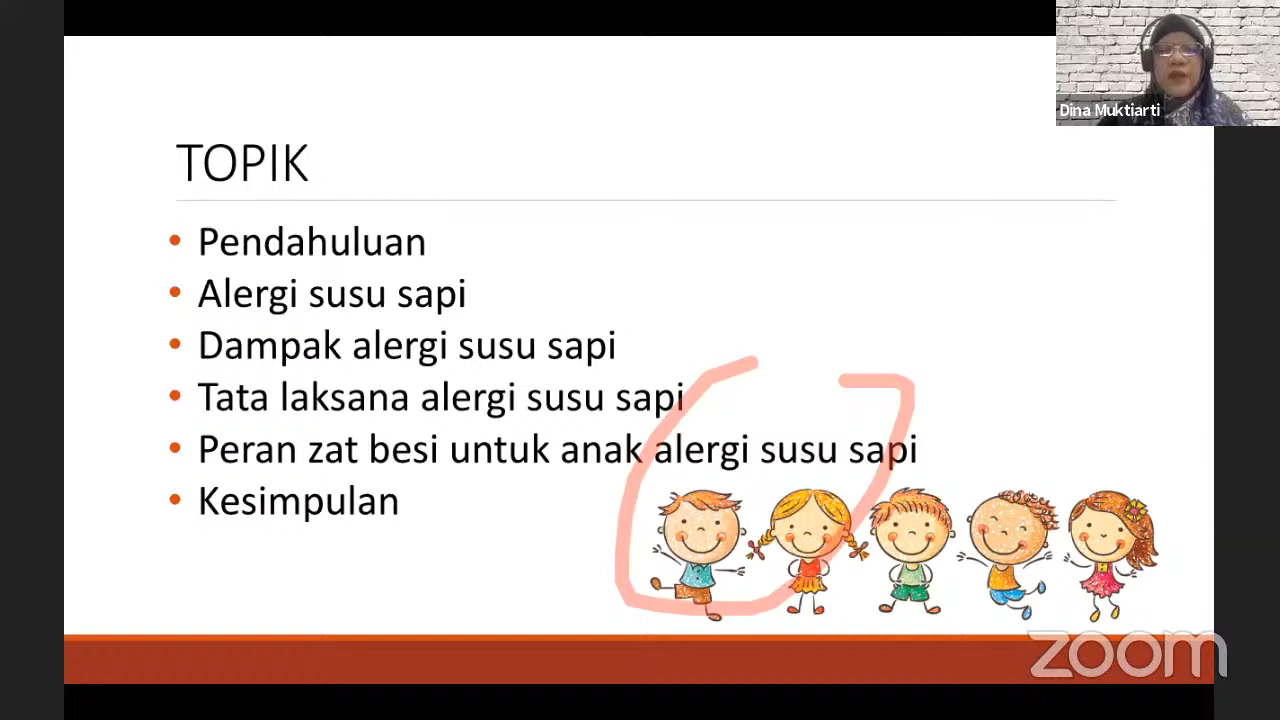 Dina Muktiarti
TOPIK
• Pendahuluan
• Alergi susu sapi
• Dampak alergi susu sapi
• Tata laksana alergi susu sapi
• Peran zat besi untuk anak alergi susu sapi
• Kesimpulan
zoom